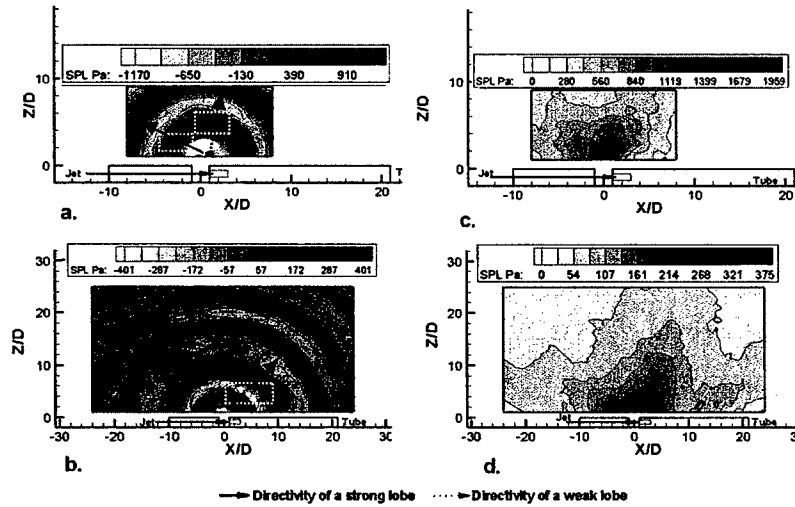 20
10
0
Z/D
SPL Pa: -1170 -650 -130 390 910
Jet
-10 0 10 20
X/D
a.
20
10
0
Z/D
SPL Pa: 0 280 560 840 1119 1399 1679 1959
Jet
Tube
-10 0 10 20
X/D
c.
30
20
10
0
Z/D
SPL Pa: -401 -287 -172 -57 57 172 287 401
Jet
Tube
-30 -20 -10 0 10 20 30
X/D
b.
30
20
10
0
Z/D
SPL Pa: 0 54 107 161 214 268 321 375
Jet
Tube
-30 -20 -10 0 10 20 30
X/D
d.
Directivity of a strong lobe Directivity of a weak lobe